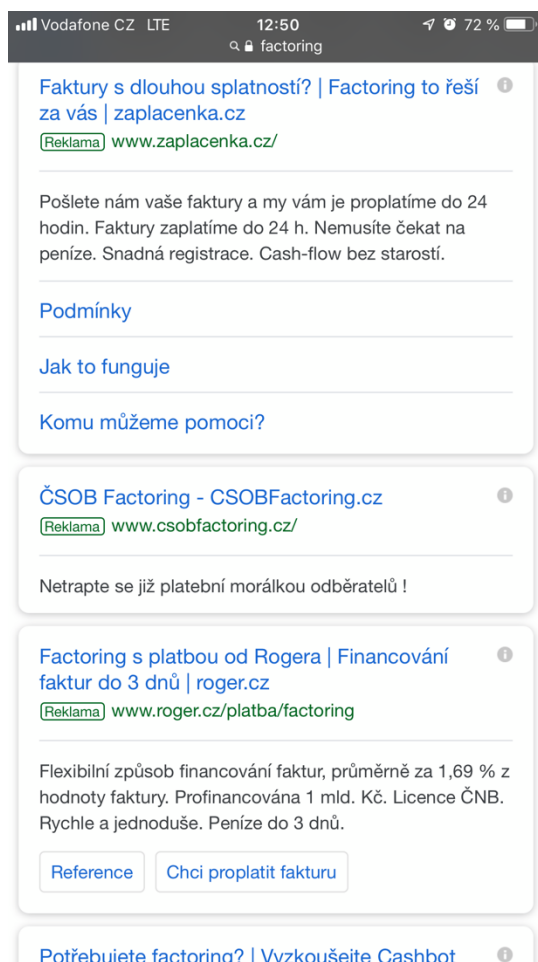 Vodafone CZ LTE 12:50 72 %
factoring
Faktury s dlouhou splatností? | Factoring to řeší
za vás | zaplacenka.cz
Reklama www.zaplacenka.cz/
Pošlete nám vaše faktury a my vám je proplatíme do 24
hodin. Faktury zaplatíme do 24 h. Nemusíte čekat na
peníze. Snadná registrace. Cash-flow bez starostí.
Podmínky
Jak to funguje
Komu můžeme pomoci?
ČSOB Factoring - CSOBFactoring.cz
Reklama www.csobfactoring.cz/
Netrapte se již platební morálkou odběratelů !
Factoring s platbou od Rogera | Financování
faktur do 3 dnů | roger.cz
Reklama www.roger.cz/platba/factoring
Flexibilní způsob financování faktur, průměrně za 1,69 % z
hodnoty faktury. Profinancována 1 mld. Kč. Licence ČNB.
Rychle a jednoduše. Peníze do 3 dnů.
Reference Chci proplatit fakturu
Potřebujete factoring? | Vyzkoušejte Cashbot